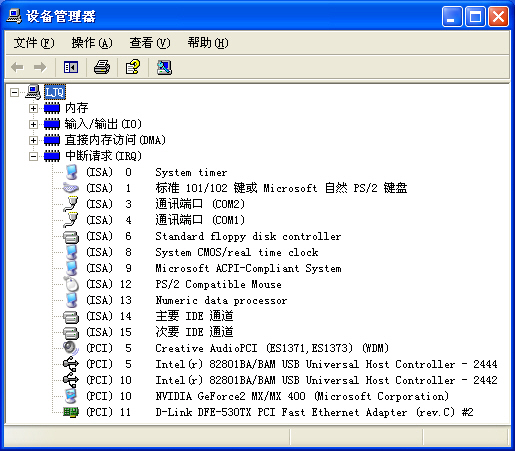 设备管理器
文件(F) 操作(A) 查看(V) 帮助(H)
LJQ
内存
输入/输出(IO)
直接内存访问(DMA)
中断请求(IRQ)
(ISA) 0 System timer
(ISA) 1 标准 101/102 键或 Microsoft 自然 PS/2 键盘
(ISA) 3 通讯端口 (COM2)
(ISA) 4 通讯端口 (COM1)
(ISA) 6 Standard floppy disk controller
(ISA) 8 System CMOS/real time clock
(ISA) 9 Microsoft ACPI-Compliant System
(ISA) 12 PS/2 Compatible Mouse
(ISA) 13 Numeric data processor
(ISA) 14 主要 IDE 通道
(ISA) 15 次要 IDE 通道
(PCI) 5 Creative AudioPCI (ES1371,ES1373) (WDM)
(PCI) 5 Intel(r) 82801BA/BAM USB Universal Host Controller - 2444
(PCI) 10 Intel(r) 82801BA/BAM USB Universal Host Controller - 2442
(PCI) 10 NVIDIA GeForce2 MX/MX 400 (Microsoft Corporation)
(PCI) 11 D-Link DFE-530TX PCI Fast Ethernet Adapter (rev.C) #2